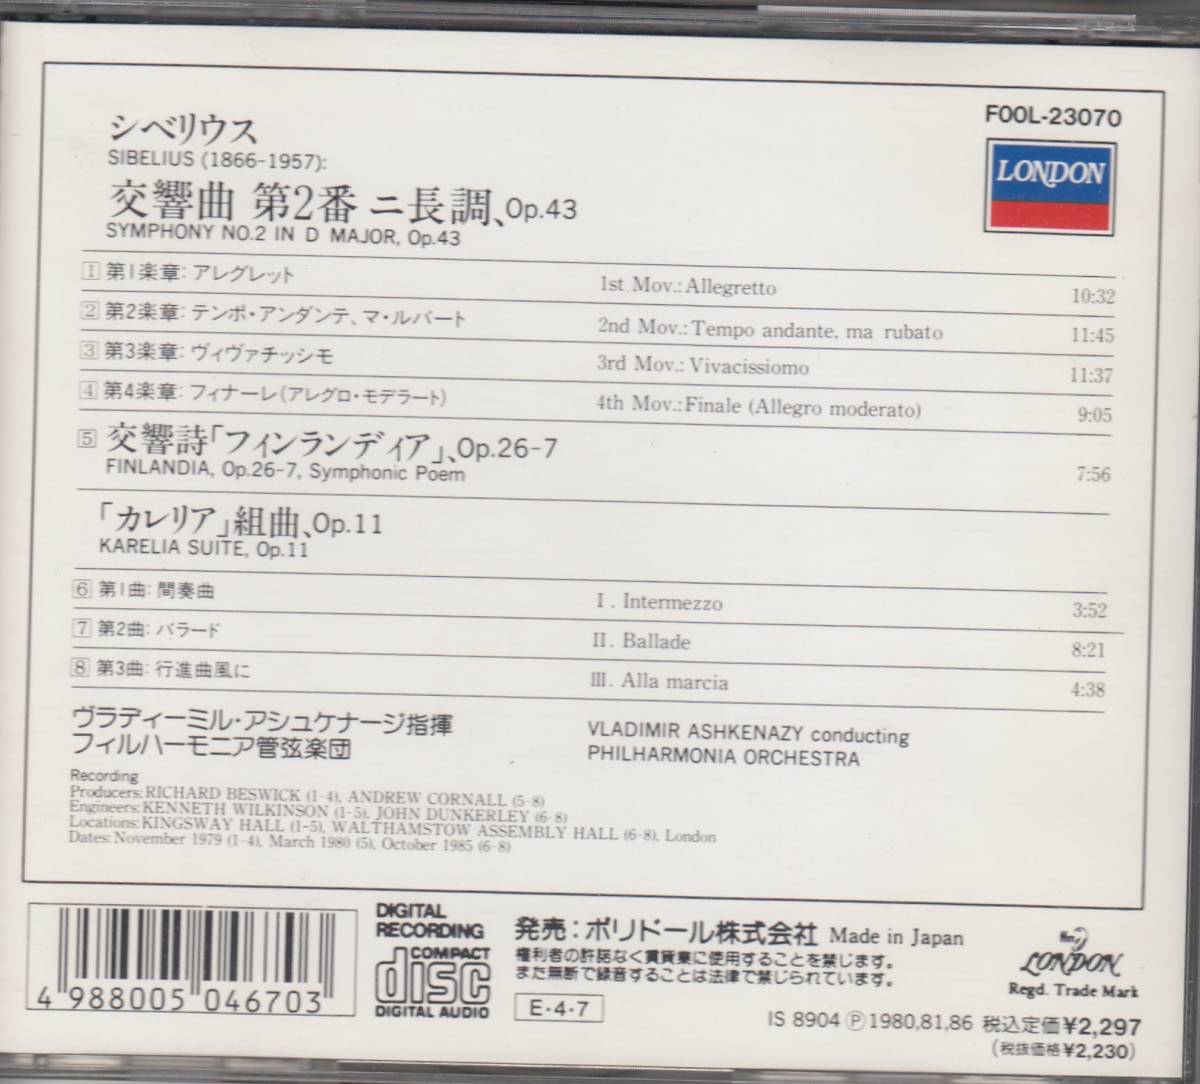 FOOL-23070
LONDON
シベリウス
SIBELIUS (1866-1957):
交響曲 第2番 ニ長調、Op.43
SYMPHONY NO.2 IN D MAJOR, Op.43
1 第1楽章: アレグレット 1st Mov.: Allegretto 10:32
2 第2楽章: テンポ・アンダンテ、マ・ルバート 2nd Mov.: Tempo andante, ma rubato 11:45
3 第3楽章: ヴィヴァチッシモ 3rd Mov.: Vivacissiomo 11:37
4 第4楽章: フィナーレ(アレグロ・モデラート) 4th Mov.: Finale (Allegro moderato) 9:05
5 交響詩「フィンランディア」、Op.26-7
FINLANDIA, Op.26-7, Symphonic Poem 7:56
「カレリア」組曲、Op.11
KARELIA SUITE, Op.11
6 第1曲: 間奏曲 I. Intermezzo 3:52
7 第2曲: バラード II. Ballade 8:21
8 第3曲: 行進曲風に III. Alla marcia 4:38
ヴラディーミル・アシュケナージ指揮 VLADIMIR ASHKENAZY conducting
フィルハーモニア管弦楽団 PHILHARMONIA ORCHESTRA
Recording
Producers: RICHARD BESWICK (1-4), ANDREW CORNALL (5-8)
Engineers: KENNETH WILKINSON (1-5), JOHN DUNKERLEY (6-8)
Locations: KINGSWAY HALL (1-5), WALTHAMSTOW ASSEMBLY HALL (6-8), London
Dates: November 1979 (1-4), March 1980 (5), October 1985 (6-8)
4 988005 046703
DIGITAL
RECORDING
COMPACT
disc
DIGITAL AUDIO
発売：ポリドール株式会社 Made in Japan
権利者の許諾なく賃貸業に使用することを禁じます。
また無断で録音することは法律で禁じられています。
E・4・7
LONDON
Regd. Trade Mark
IS 8904 Ⓟ 1980,81,86 税込定価¥2,297
(税抜価格¥2,230)